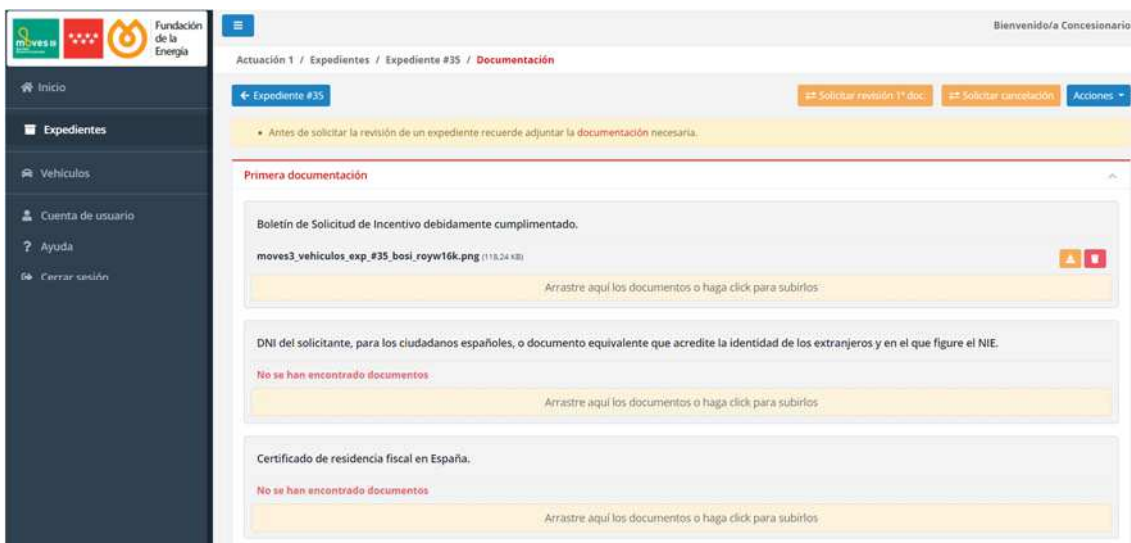 moves III
Fundación
de la
Energía
Bienvenido/a Concesionario
Actuación 1 / Expedientes / Expediente #35 / Documentación
Inicio
Expedientes
Vehículos
Cuenta de usuario
? Ayuda
Cerrar sesión
← Expediente #35
Solicitar revisión 1ª doc.
Solicitar cancelación
Acciones
• Antes de solicitar la revisión de un expediente recuerde adjuntar la documentación necesaria.
Primera documentación
Boletín de Solicitud de Incentivo debidamente cumplimentado.
moves3_vehiculos_exp_#35_bosi_royw16k.png (118.24 KB)
Arrastre aquí los documentos o haga click para subirlos
DNI del solicitante, para los ciudadanos españoles, o documento equivalente que acredite la identidad de los extranjeros y en el que figure el NIE.
No se han encontrado documentos
Arrastre aquí los documentos o haga click para subirlos
Certificado de residencia fiscal en España.
No se han encontrado documentos
Arrastre aquí los documentos o haga click para subirlos